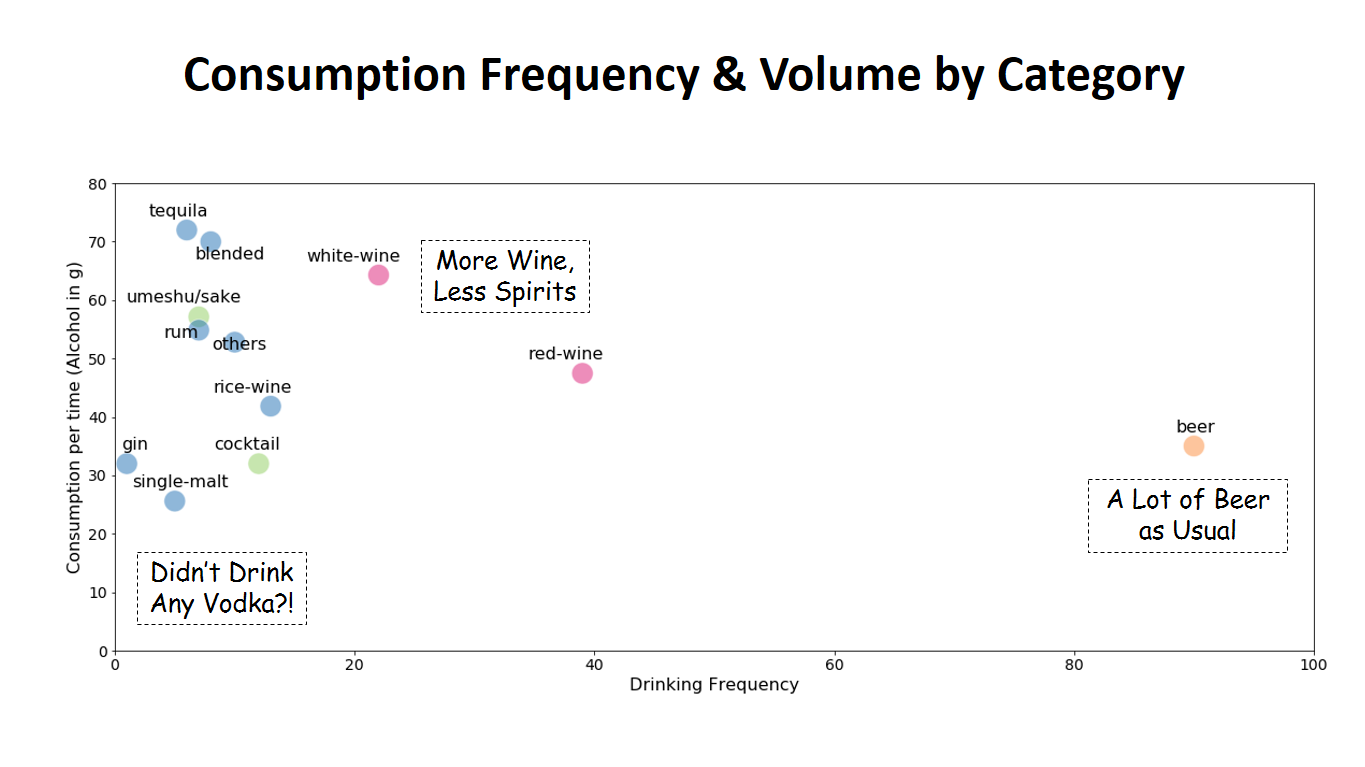 Consumption Frequency & Volume by Category
80
tequila
70
blended
white-wine
More Wine,
Less Spirits
60
umeshu/sake
rum
others
50
red-wine
rice-wine
40
beer
gin
cocktail
30
single-malt
A Lot of Beer
as Usual
20
Didn’t Drink
Any Vodka?!
10
0
Consumption per time (Alcohol in g)
0 20 40 60 80 100
Drinking Frequency